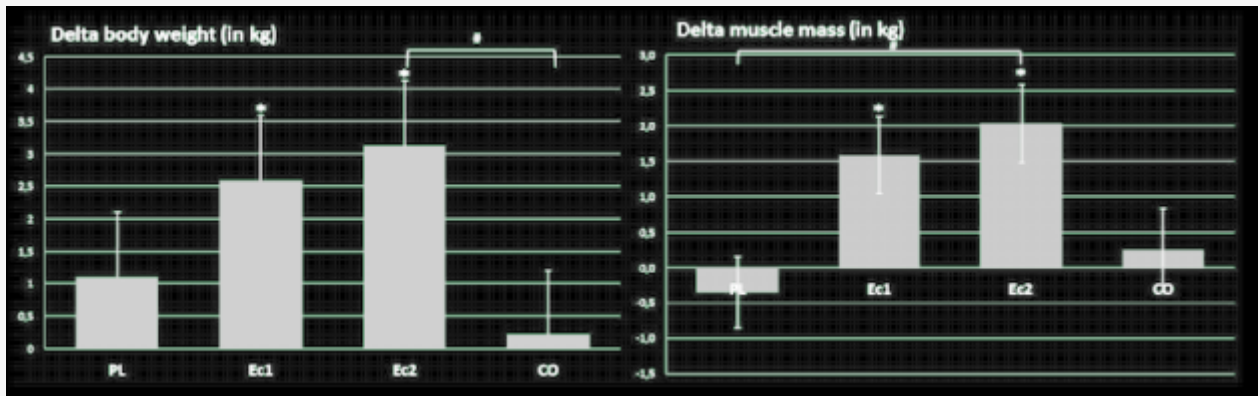 Delta body weight (in kg)
#
4,5
4
3,5
3
2,5
2
1,5
1
0,5
0
*
*
PL
Ec1
Ec2
CO
Delta muscle mass (in kg)
#
3,0
2,5
2,0
1,5
1,0
0,5
0,0
-0,5
-1,0
-1,5
*
*
PL
Ec1
Ec2
CO